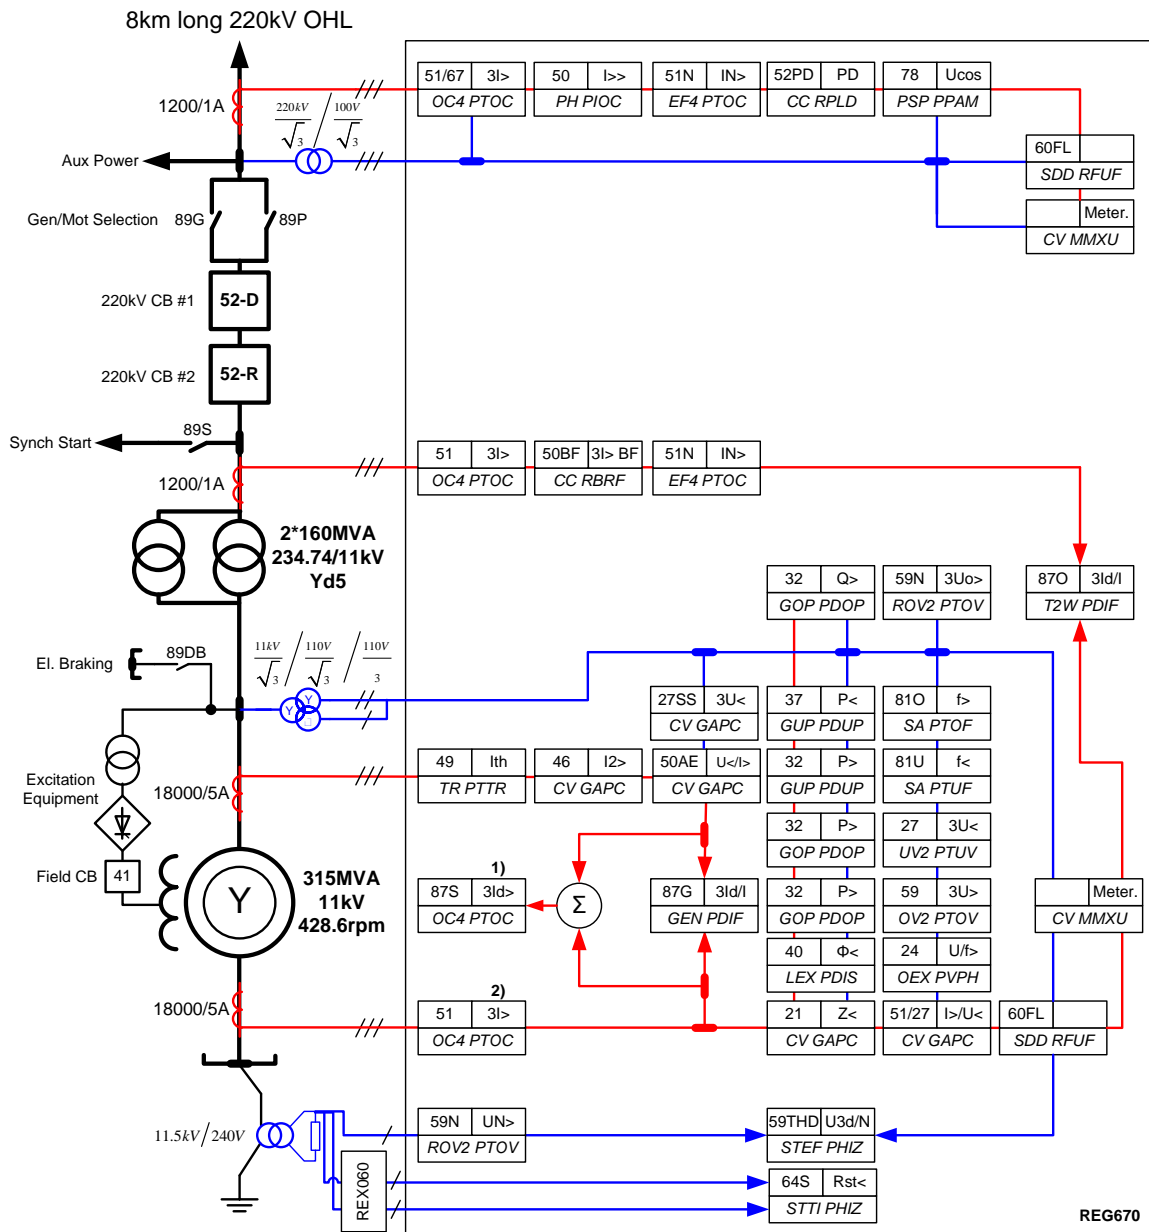 8km long 220kV OHL
51/67 3I>
OC4 PTOC
50 I>>
PH PIOC
51N IN>
EF4 PTOC
52PD PD
CC RPLD
78 Ucos
PSP PPAM
1200/1A
220kV/√3 / 100V/√3
Aux Power
60FL
SDD RFUF
Gen/Mot Selection 89G 89P
Meter.
CV MMXU
220kV CB #1 52-D
220kV CB #2 52-R
Synch Start 89S
51 3I>
OC4 PTOC
50BF 3I> BF
CC RBRF
51N IN>
EF4 PTOC
1200/1A
2*160MVA
234.74/11kV
Yd5
32 Q>
GOP PDOP
59N 3Uo>
ROV2 PTOV
87O 3Id/I
T2W PDIF
El. Braking 89DB
11kV/√3 / 110V/√3 / 110V/3
Y
Y
27SS 3U<
CV GAPC
37 P<
GUP PDUP
81O f>
SA PTOF
Excitation
Equipment
18000/5A
49 Ith
TR PTTR
46 I2>
CV GAPC
50AE U</I>
CV GAPC
32 P>
GUP PDUP
81U f<
SA PTUF
32 P>
GOP PDOP
27 3U<
UV2 PTUV
Field CB 41
Y
315MVA
11kV
428.6rpm
1)
87S 3Id>
OC4 PTOC
Σ
87G 3Id/I
GEN PDIF
32 P>
GOP PDOP
59 3U>
OV2 PTOV
Meter.
CV MMXU
40 Φ<
LEX PDIS
24 U/f>
OEX PVPH
18000/5A
2)
51 3I>
OC4 PTOC
21 Z<
CV GAPC
51/27 I>/U<
CV GAPC
60FL
SDD RFUF
11.5kV/240V
59N UN>
ROV2 PTOV
59THD U3d/N
STEF PHIZ
REX060
64S Rst<
STTI PHIZ
REG670